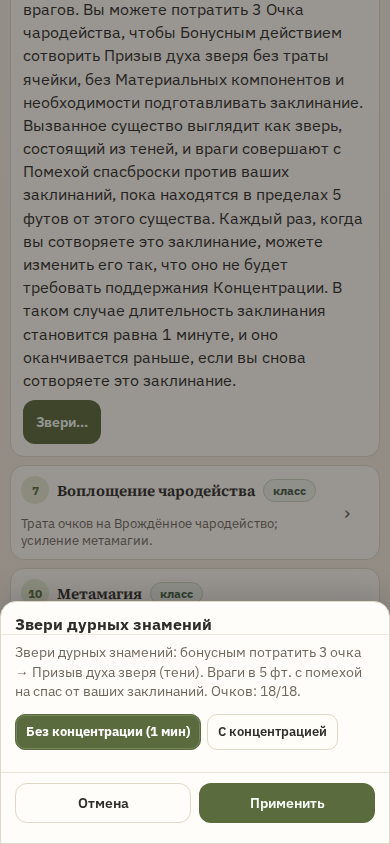 врагов. Вы можете потратить 3 Очка
чародейства, чтобы Бонусным действием
сотворить Призыв духа зверя без траты
ячейки, без Материальных компонентов и
необходимости подготавливать заклинание.
Вызванное существо выглядит как зверь,
состоящий из теней, и враги совершают с
Помехой спасброски против ваших
заклинаний, пока находятся в пределах 5
футов от этого существа. Каждый раз, когда
вы сотворяете это заклинание, можете
изменить его так, что оно не будет
требовать поддержания Концентрации. В
таком случае длительность заклинания
становится равна 1 минуте, и оно
оканчивается раньше, если вы снова
сотворяете это заклинание.
Звери...
7 Воплощение чародейства класс
Трата очков на Врождённое чародейство;
усиление метамагии.
›
10 Метамагия класс
Звери дурных знамений
Звери дурных знамений: бонусным потратить 3 очка
→ Призыв духа зверя (тени). Враги в 5 фт. с помехой
на спас от ваших заклинаний. Очков: 18/18.
Без концентрации (1 мин) С концентрацией
Отмена Применить